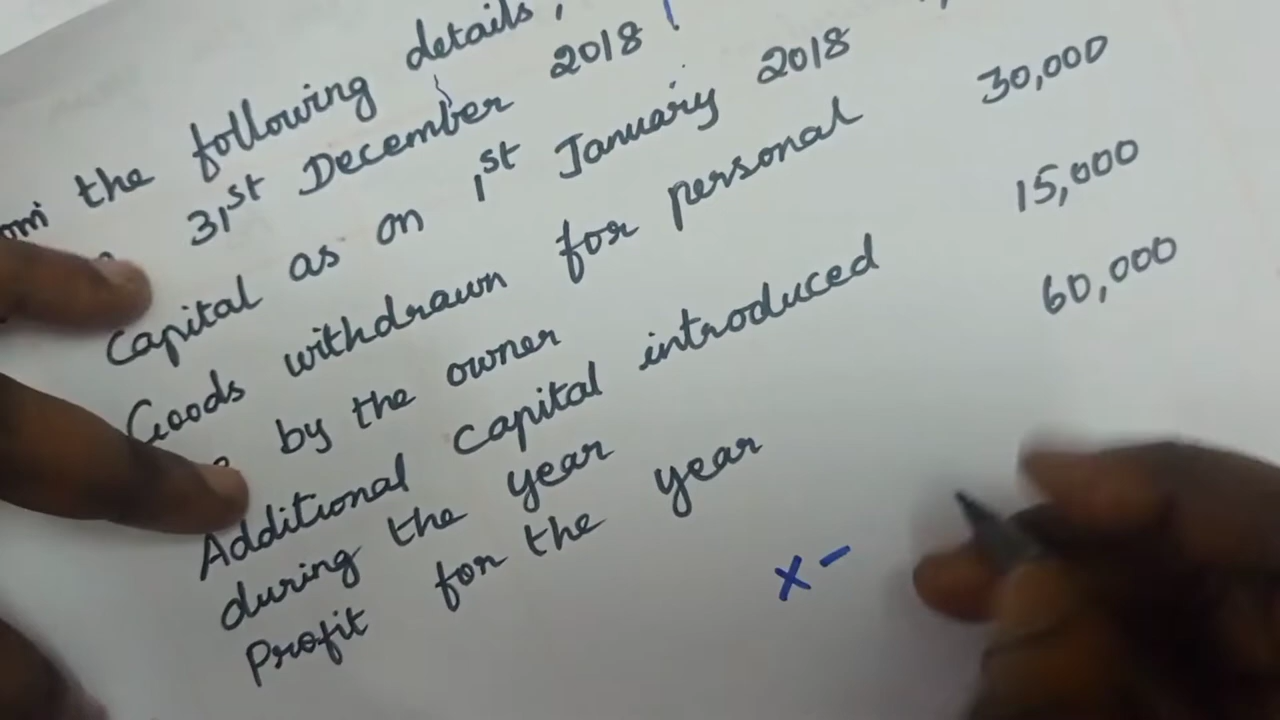 the following details,
31st December 2018 !
Capital as on 1st January 2018
Goods withdrawn for personal 30,000
by the owner 15,000
Additional capital introduced 60,000
during the year
Profit for the year
x -